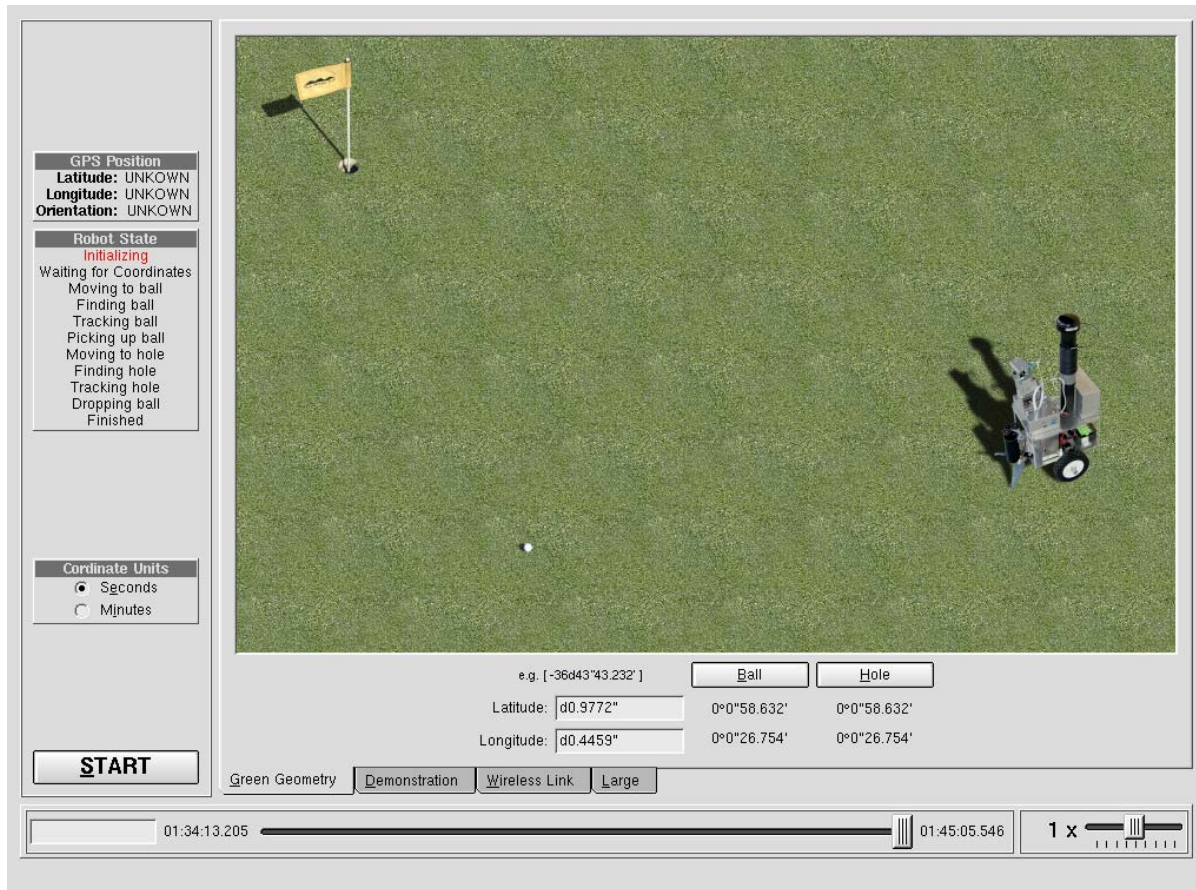 GPS Position
Latitude: UNKOWN
Longitude: UNKOWN
Orientation: UNKOWN
Robot State
Initializing
Waiting for Coordinates
Moving to ball
Finding ball
Tracking ball
Picking up ball
Moving to hole
Finding hole
Tracking hole
Dropping ball
Finished
Cordinate Units
Seconds
Minutes
START
e.g. [ -36d43"43.232' ]
Ball
Hole
Latitude: d0.9772" 0°0"58.632' 0°0"58.632'
Longitude: d0.4459" 0°0"26.754' 0°0"26.754'
Green Geometry
Demonstration
Wireless Link
Large
01:34:13.205
01:45:05.546
1 x